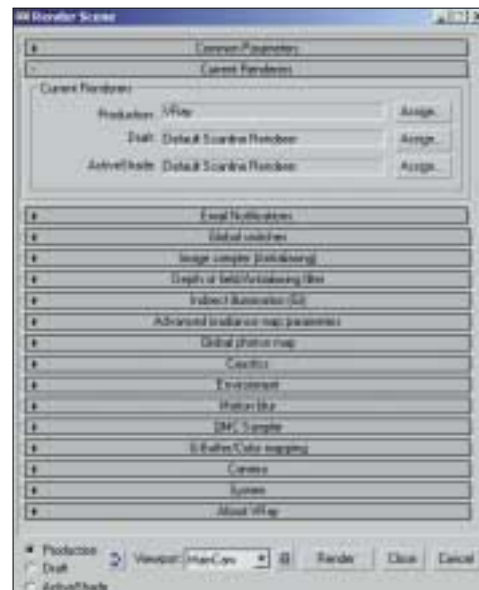 Render Scene
+ Common Parameters
- Current Renderers
Current Renderers
Production: VRay Assign...
Draft: Default Scanline Renderer Assign...
ActiveShade: Default Scanline Renderer Assign...
+ Email Notifications
+ Global switches
+ Image sampler (Antialiasing)
+ Depth of field/Antialiasing filter
+ Indirect Illumination (GI)
+ Advanced irradiance map parameters
+ Global photon map
+ Caustics
+ Environment
+ Motion blur
+ QMC Sampler
+ G-Buffer/Color mapping
+ Camera
+ System
+ About VRay
Production
Draft
ActiveShade
Viewport: MainCam Render Close Cancel